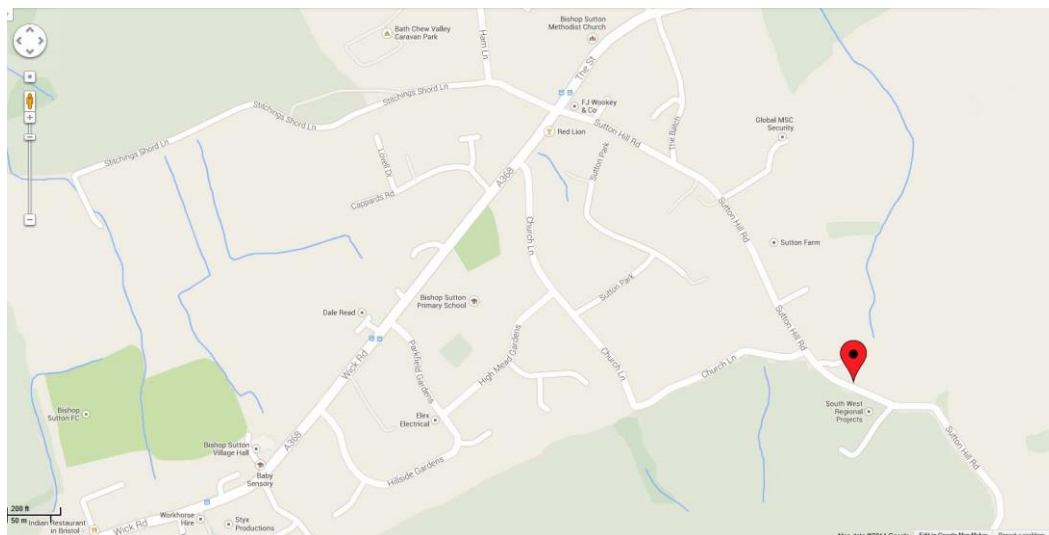 Bath Chew Valley
Caravan Park
Ham Ln
Bishop Sutton
Methodist Church
The St
Stitchings Shord Ln
Stitchings Shord Ln
Stitchings Shord Ln
FJ Wookey
& Co
Red Lion
Sutton Hill Rd
The Batch
Global MSC
Security
Lovell Dr
Cappards Rd
A368
Sutton Park
Church Ln
Sutton Hill Rd
Sutton Farm
Bishop Sutton
Primary School
Sutton Park
Dale Read
Wick Rd
Parkfield Gardens
High Mead Gardens
Church Ln
Church Ln
Sutton Hill Rd
South West
Regional
Projects
Sutton Hill Rd
Bishop
Sutton FC
Elex
Electrical
A368
Bishop Sutton
Village Hall
Baby
Sensory
Hillside Gardens
200 ft
50 m
Indian Restaurant
in Bristol
Wick Rd
Workhorse
Hire
Styx
Productions